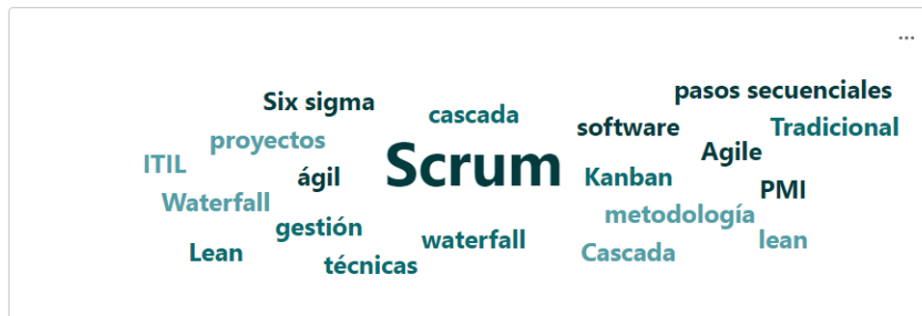 ...
Six sigma
cascada
pasos secuenciales
proyectos
software
Tradicional
ITIL
ágil
Scrum
Kanban
Agile
PMI
Waterfall
gestión
waterfall
metodología
Lean
técnicas
Cascada
lean